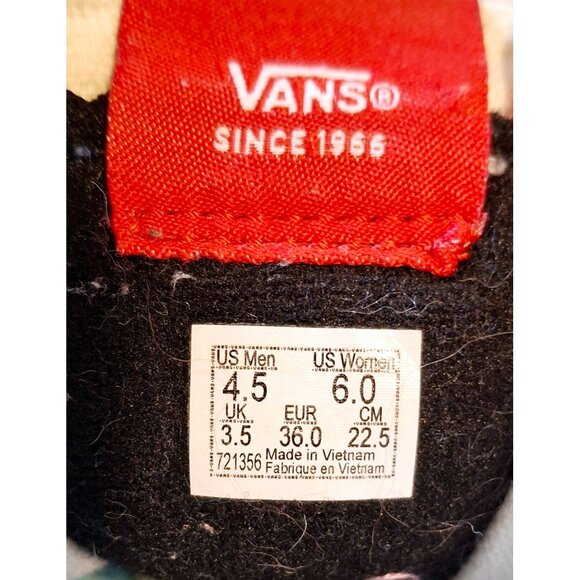 VANS®
SINCE 1966
US Men US Women
4.5 6.0
UK EUR CM
3.5 36.0 22.5
721356 Made in Vietnam
Fabrique en Vietnam